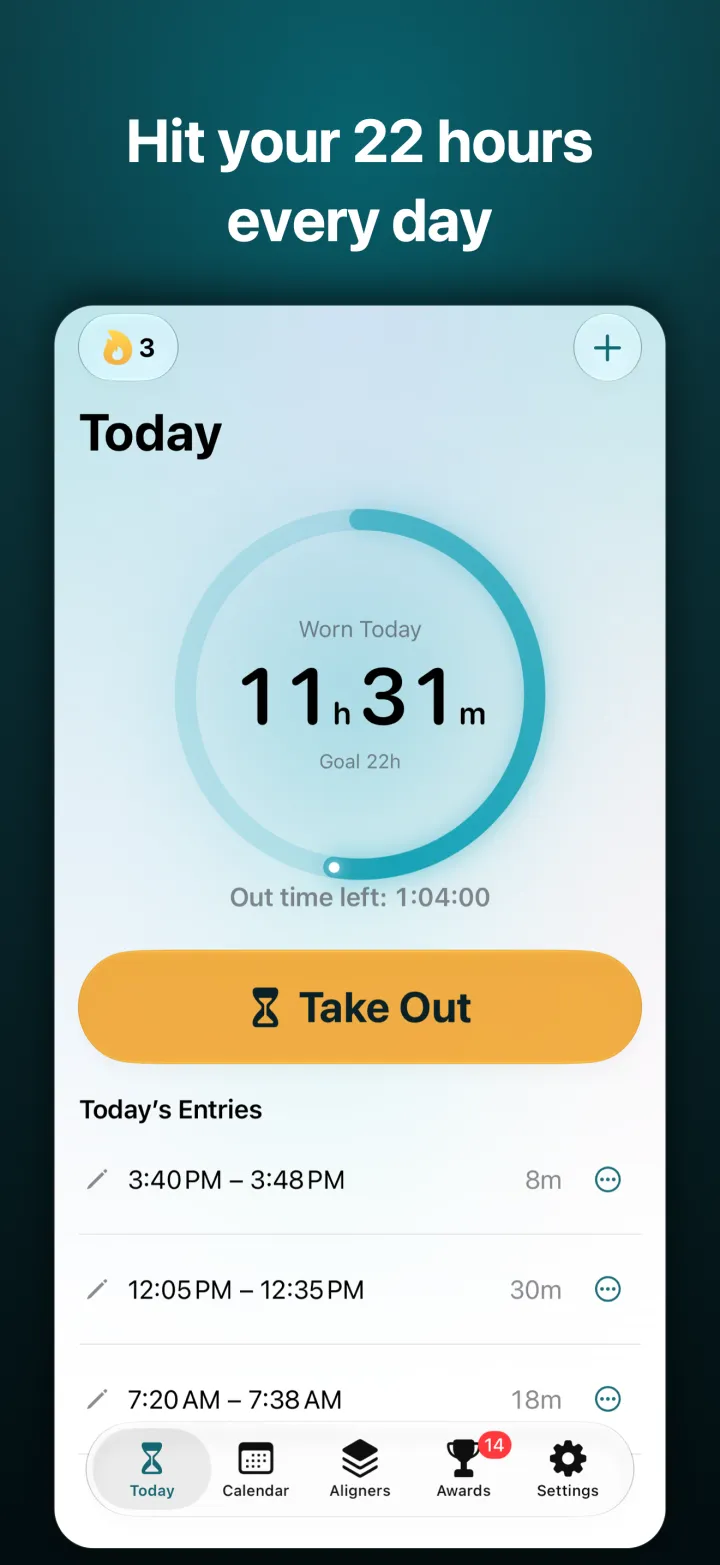 Hit your 22 hours
every day
3
Today
Worn Today
11h 31m
Goal 22h
Out time left: 1:04:00
Take Out
Today’s Entries
3:40 PM – 3:48 PM 8m
12:05 PM – 12:35 PM 30m
7:20 AM – 7:38 AM 18m
14
Today Calendar Aligners Awards Settings